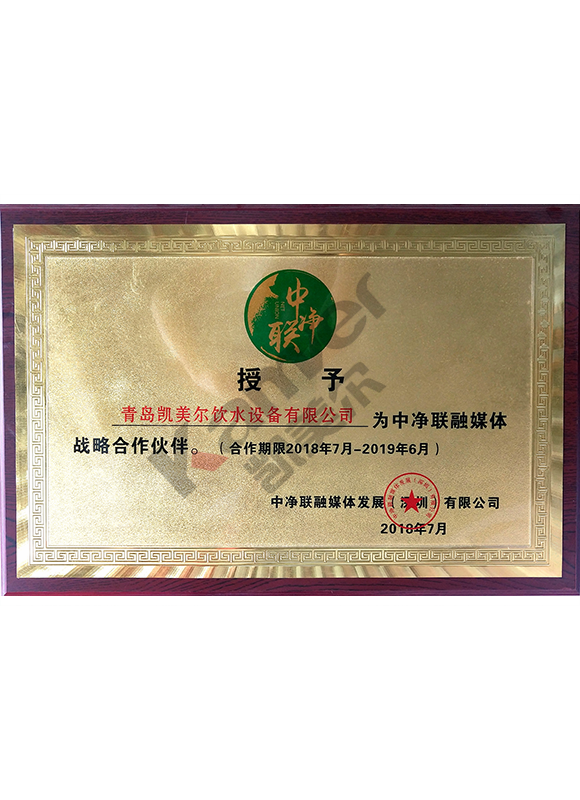 中净联
授 予
青岛凯美尔饮水设备有限公司 为中净联融媒体
战略合作伙伴。（合作期限2018年7月-2019年6月）
中净联融媒体发展（深圳）有限公司
2018年7月